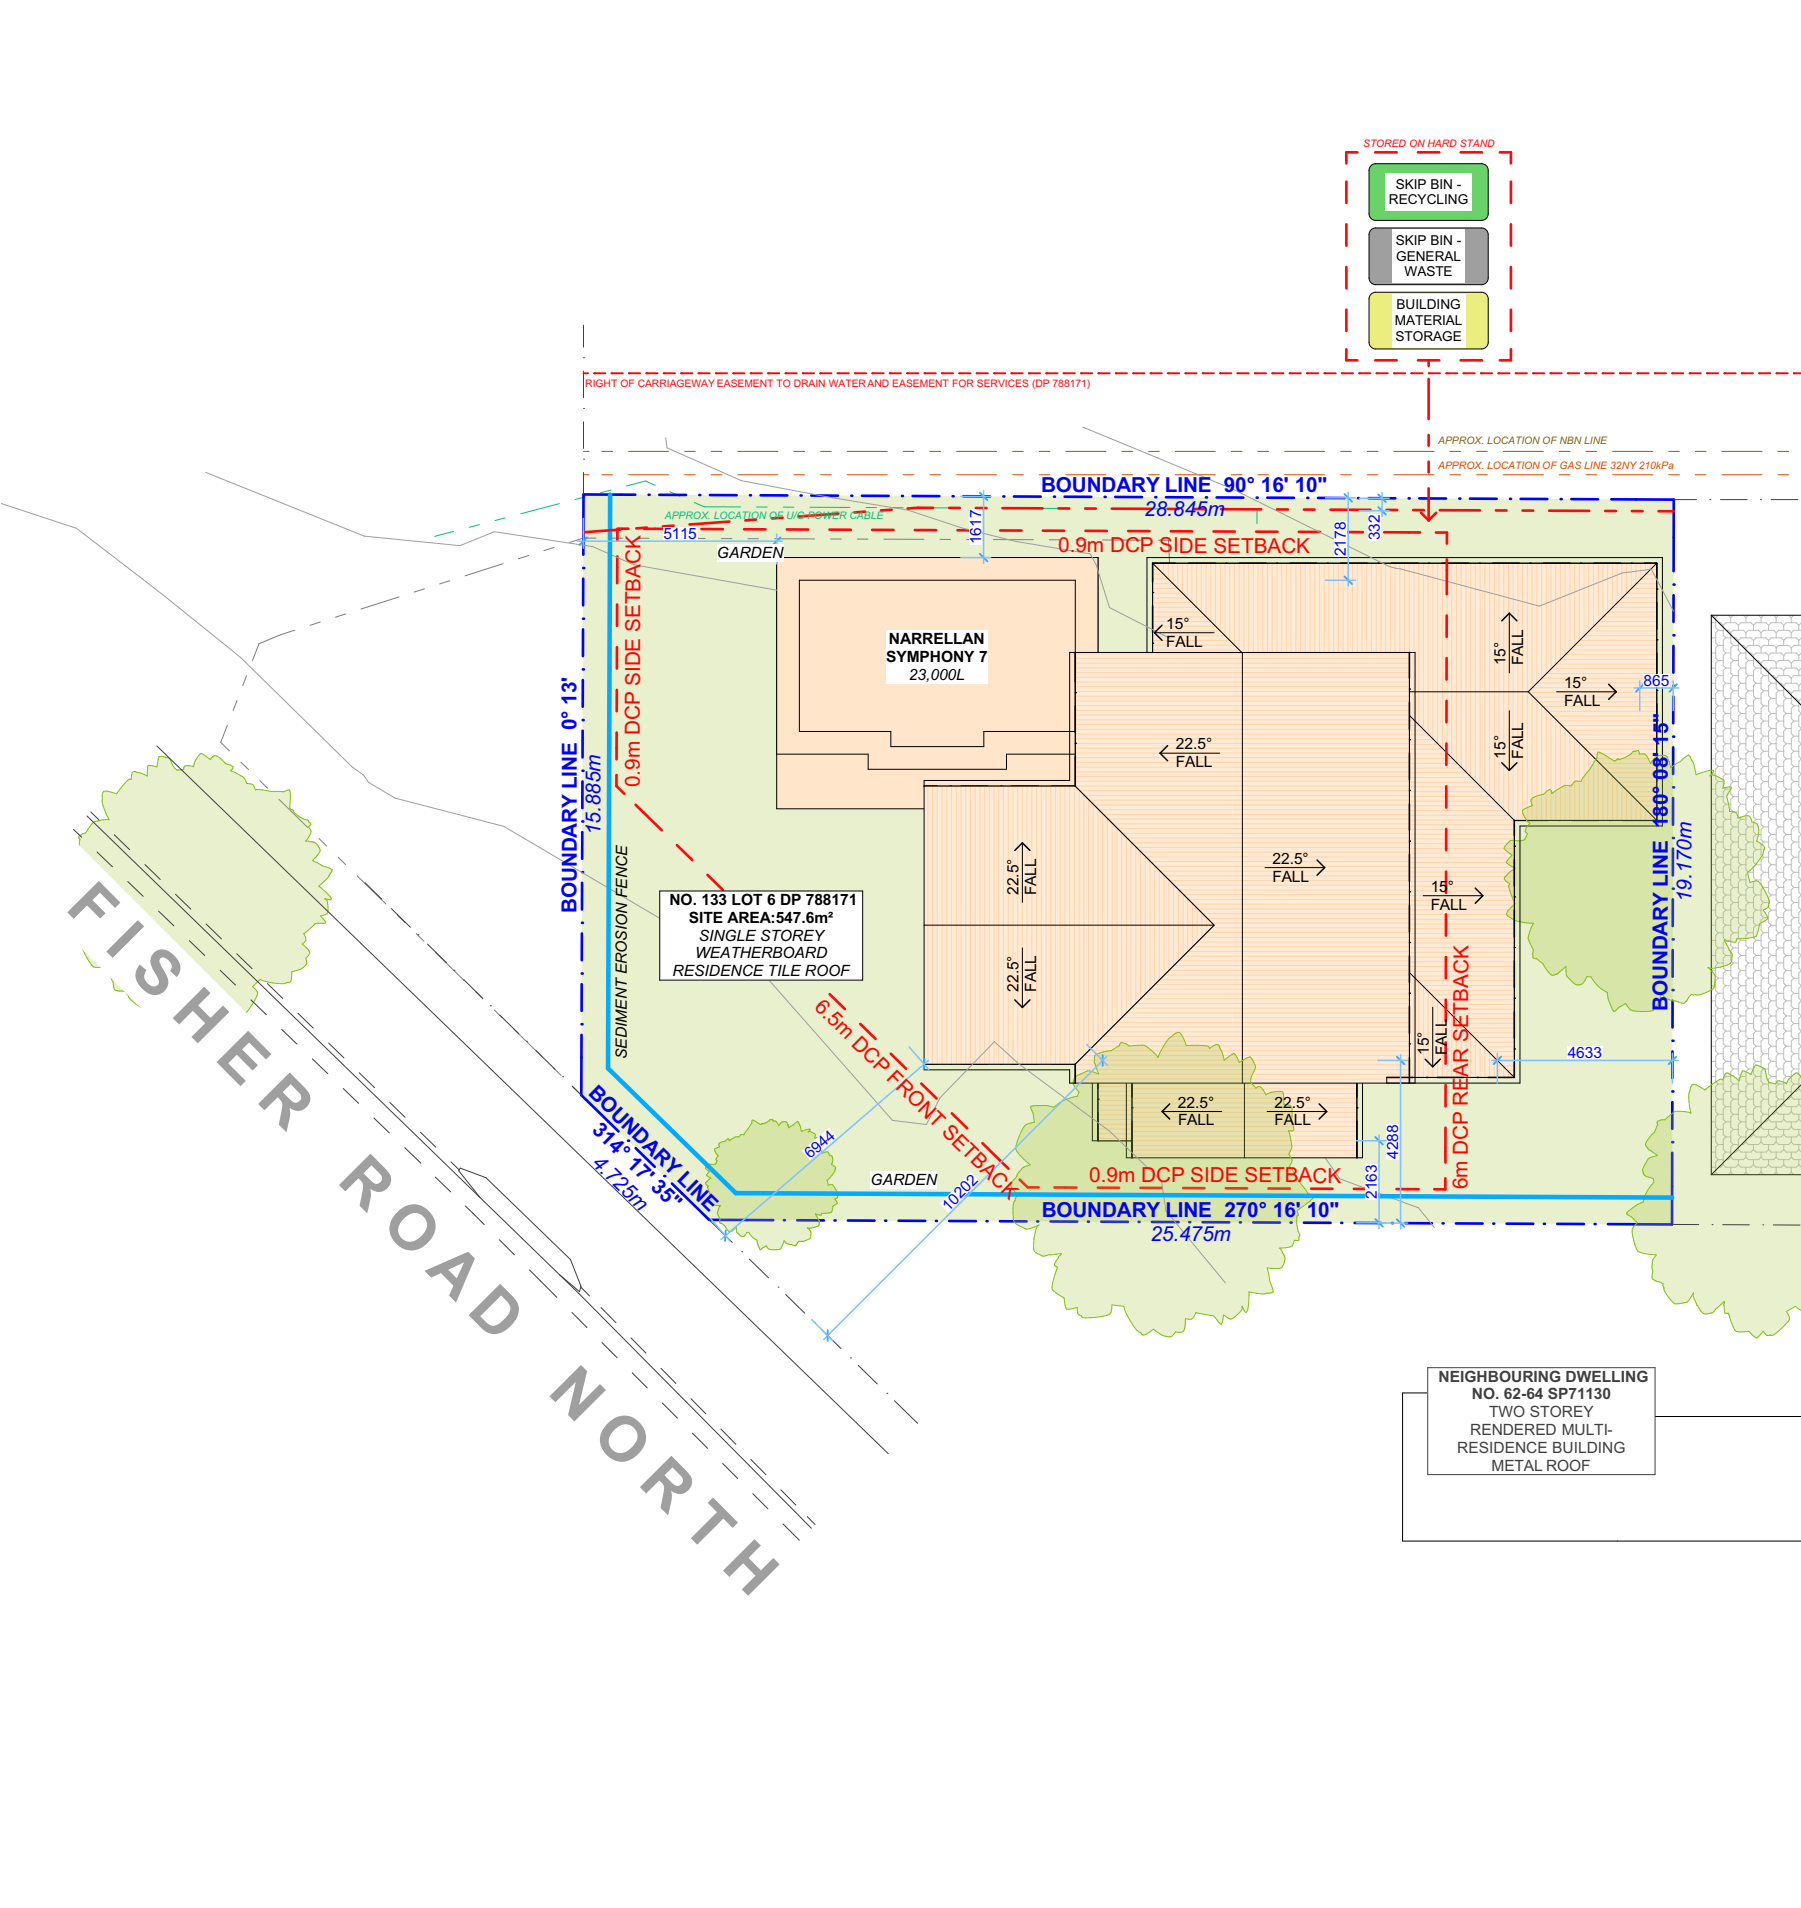 STORED ON HARD STAND
SKIP BIN -
RECYCLING
SKIP BIN -
GENERAL
WASTE
BUILDING
MATERIAL
STORAGE
RIGHT OF CARRIAGEWAY EASEMENT TO DRAIN WATER AND EASEMENT FOR SERVICES (DP 788171)
APPROX. LOCATION OF NBN LINE
APPROX. LOCATION OF GAS LINE 32NY 210kPa
BOUNDARY LINE 90° 16' 10"
28.845m
APPROX. LOCATION OF U/G POWER CABLE
5115
GARDEN
1617
0.9m DCP SIDE SETBACK
2178
332
0.9m DCP SIDE SETBACK
NARRELLAN
SYMPHONY 7
23,000L
15°
FALL
15°
FALL
15°
FALL
15°
FALL
865
BOUNDARY LINE 0° 13'
15.885m
22.5°
FALL
BOUNDARY LINE 180° 08' 15"
19.170m
22.5°
FALL
22.5°
FALL
15°
FALL
SEDIMENT EROSION FENCE
NO. 133 LOT 6 DP 788171
SITE AREA:547.6m²
SINGLE STOREY
WEATHERBOARD
RESIDENCE TILE ROOF
22.5°
FALL
6.5m DCP FRONT SETBACK
15°
FALL
6m DCP REAR SETBACK
4633
BOUNDARY LINE
314° 17' 35"
4.725m
6944
10202
22.5°
FALL
22.5°
FALL
4288
2163
GARDEN
0.9m DCP SIDE SETBACK
BOUNDARY LINE 270° 16' 10"
25.475m
FISHER ROAD NORTH
NEIGHBOURING DWELLING
NO. 62-64 SP71130
TWO STOREY
RENDERED MULTI-
RESIDENCE BUILDING
METAL ROOF